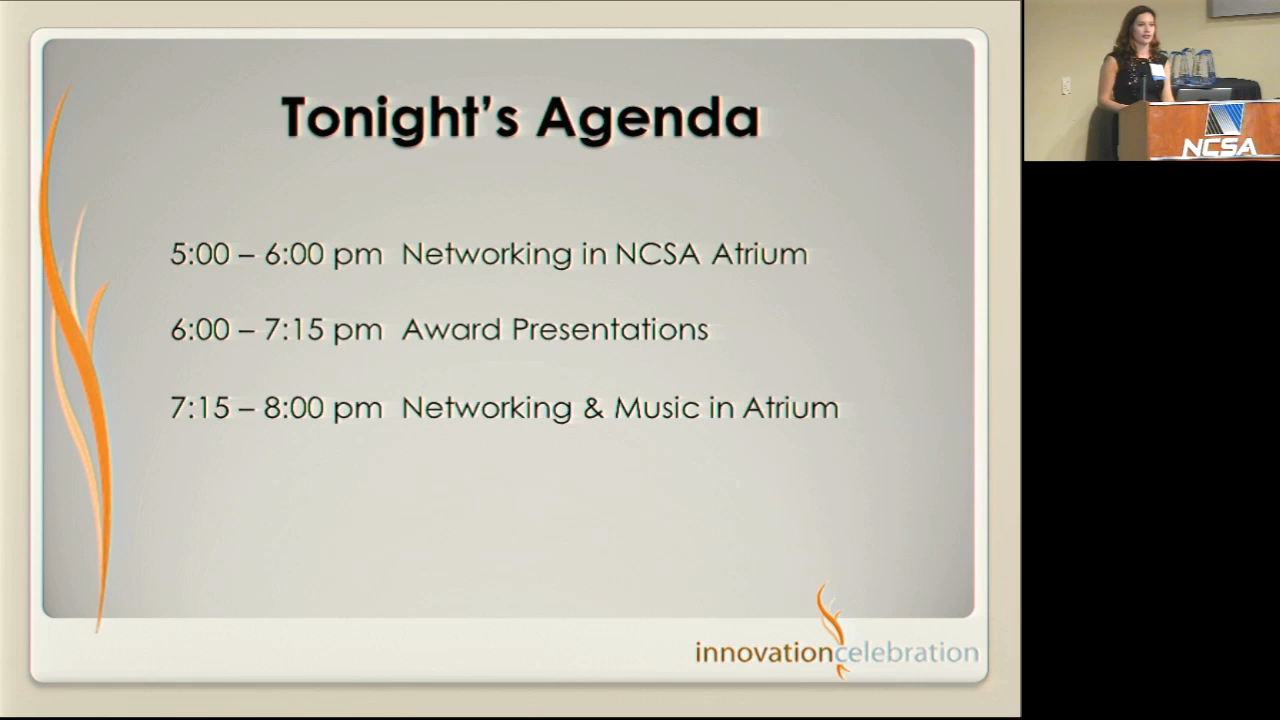 Tonight's Agenda
5:00 – 6:00 pm Networking in NCSA Atrium
6:00 – 7:15 pm Award Presentations
7:15 – 8:00 pm Networking & Music in Atrium
innovationcelebration
NCSA